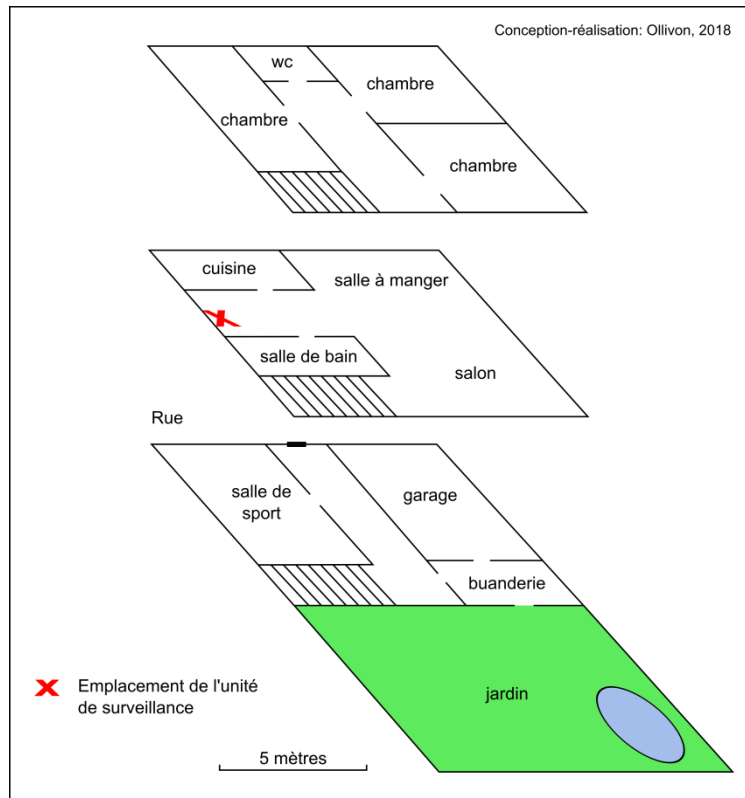 Conception-réalisation: Ollivon, 2018
wc
chambre
chambre
chambre
cuisine
salle à manger
salle de bain
salon
Rue
salle de
sport
garage
buanderie
jardin
Emplacement de l'unité
de surveillance
5 mètres